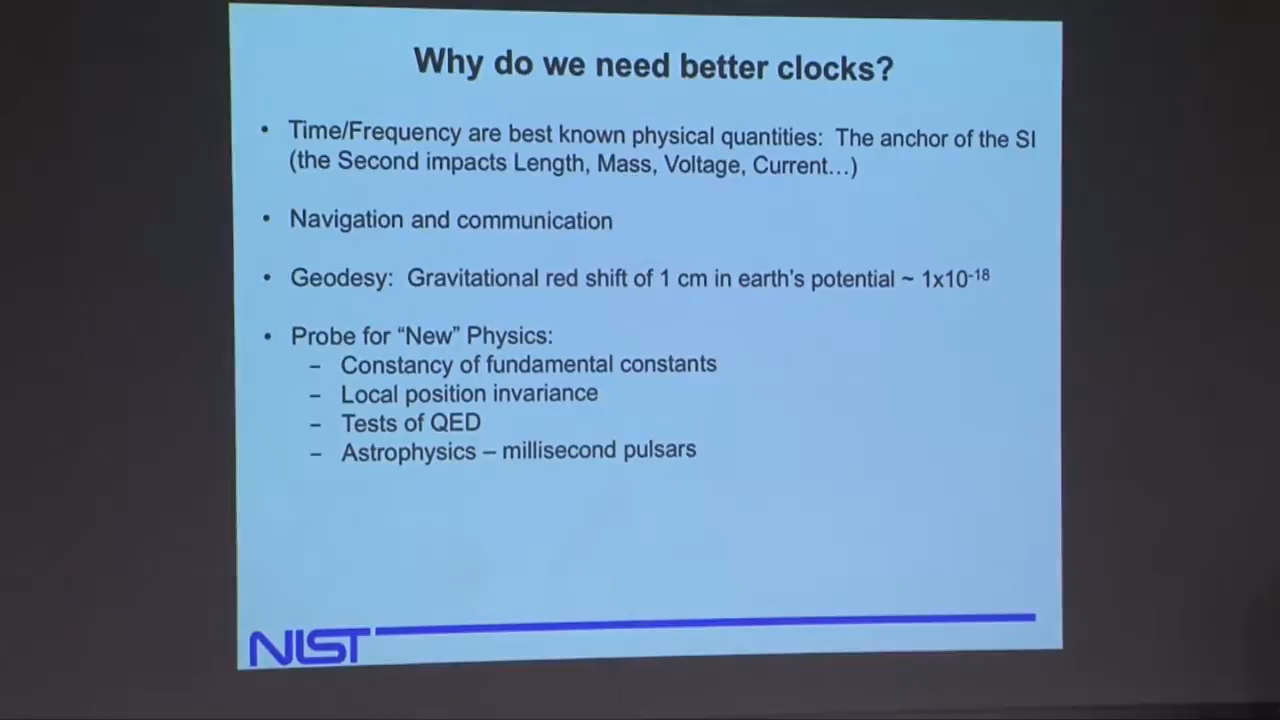 Why do we need better clocks?
• Time/Frequency are best known physical quantities: The anchor of the SI
(the Second impacts Length, Mass, Voltage, Current…)
• Navigation and communication
• Geodesy: Gravitational red shift of 1 cm in earth's potential ~ 1x10⁻¹⁸
• Probe for “New” Physics:
– Constancy of fundamental constants
– Local position invariance
– Tests of QED
– Astrophysics – millisecond pulsars
NIST